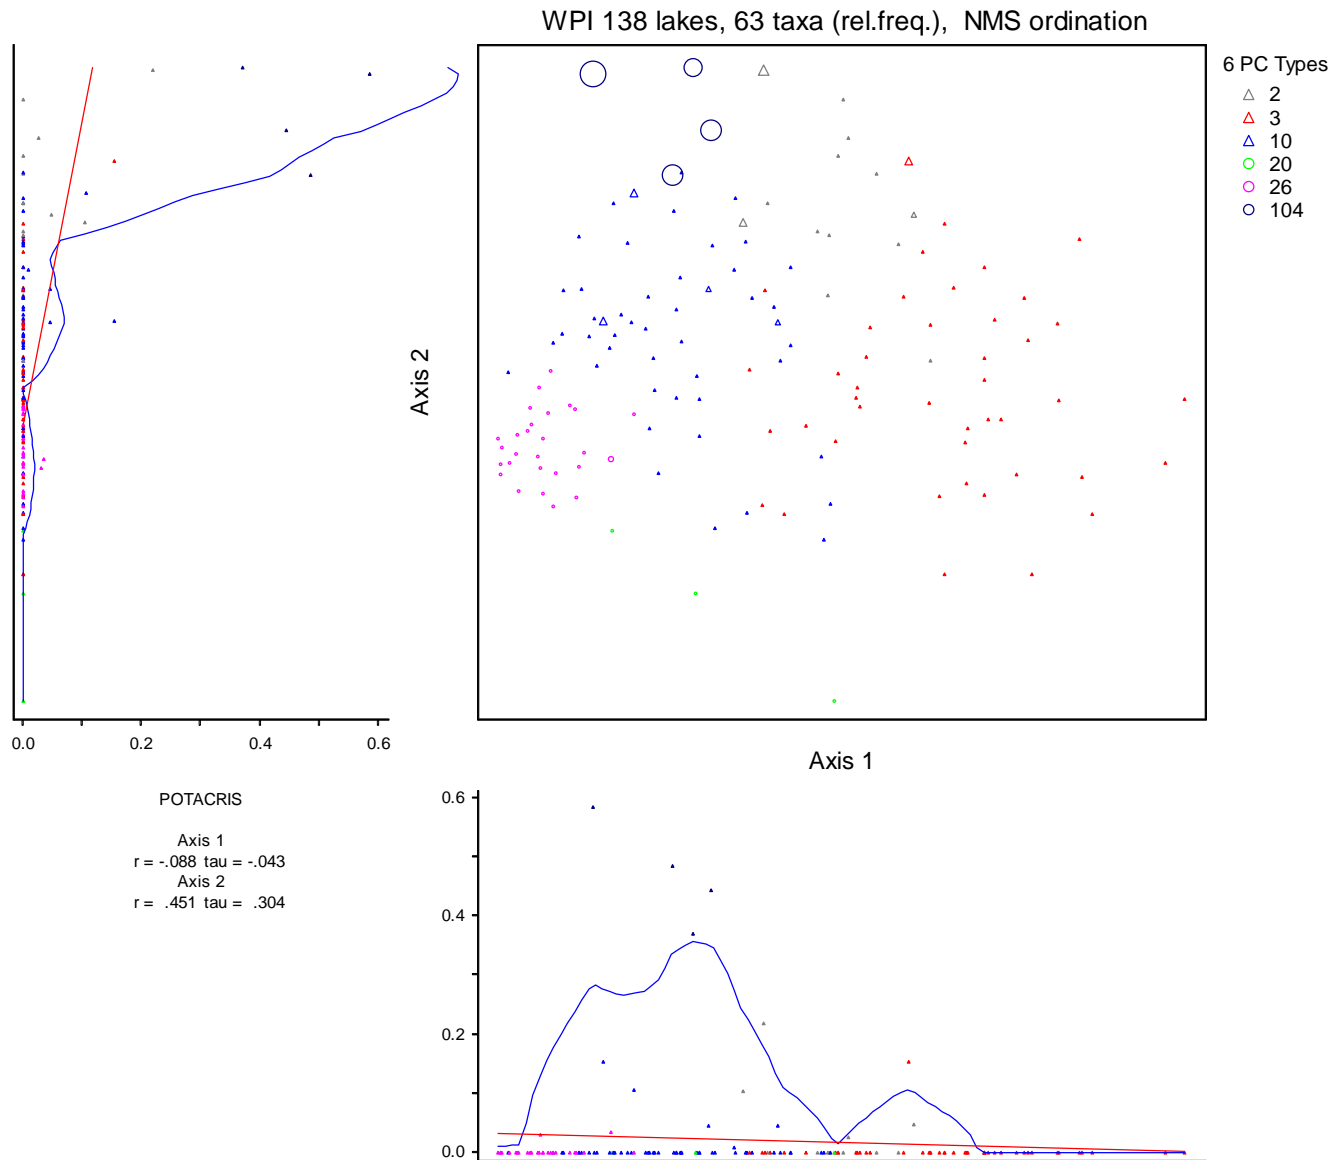 WPI 138 lakes, 63 taxa (rel.freq.), NMS ordination
6 PC Types
2
3
10
20
26
104
Axis 2
0.0 0.2 0.4 0.6
Axis 1
POTACRIS
Axis 1
r = -.088 tau = -.043
Axis 2
r = .451 tau = .304
0.6
0.4
0.2
0.0